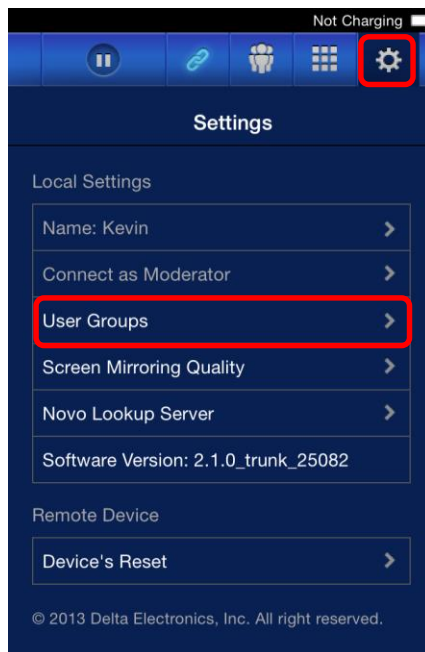 Not Charging
Settings
Local Settings
Name: Kevin
Connect as Moderator
User Groups
Screen Mirroring Quality
Novo Lookup Server
Software Version: 2.1.0_trunk_25082
Remote Device
Device's Reset
© 2013 Delta Electronics, Inc. All right reserved.